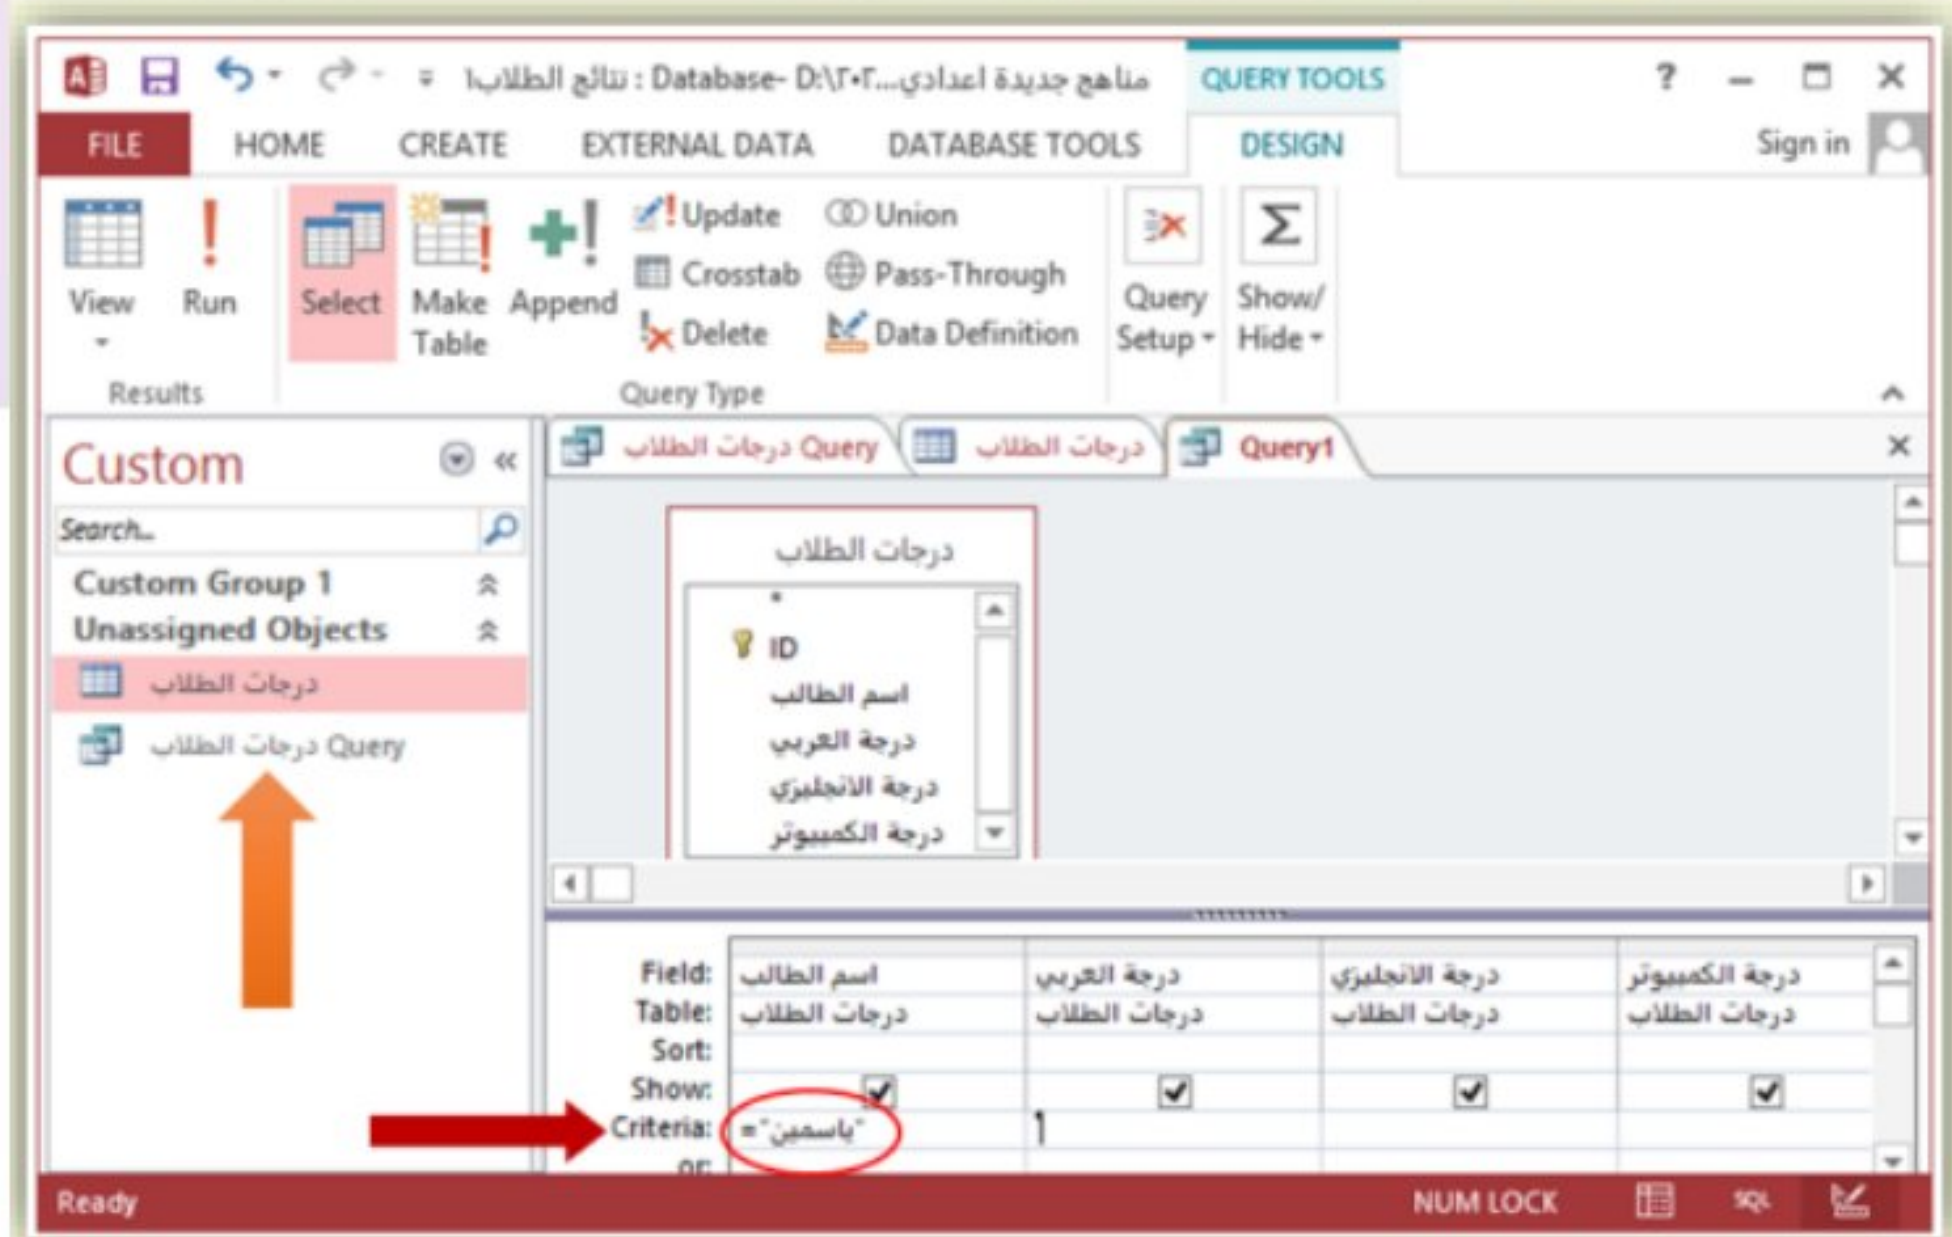 نتائج الطلاب١ : Database- D:\٢٠٢...مناهج جديدة اعدادي
QUERY TOOLS
?
FILE HOME CREATE EXTERNAL DATA DATABASE TOOLS DESIGN Sign in
View Run Select Make Table Append
Update Union
Crosstab Pass-Through
Delete Data Definition
Query Setup Show/ Hide
Results Query Type
Custom «
Search...
Custom Group 1
Unassigned Objects
درجات الطلاب
درجات الطلاب Query
درجات الطلاب Query درجات الطلاب Query1
درجات الطلاب
*
ID
اسم الطالب
درجة العربي
درجة الانجليزي
درجة الكمبيوتر
Field: اسم الطالب درجة العربي درجة الانجليزي درجة الكمبيوتر
Table: درجات الطلاب درجات الطلاب درجات الطلاب درجات الطلاب
Sort:
Show:
Criteria: ="ياسمين"
or:
Ready NUM LOCK SQL